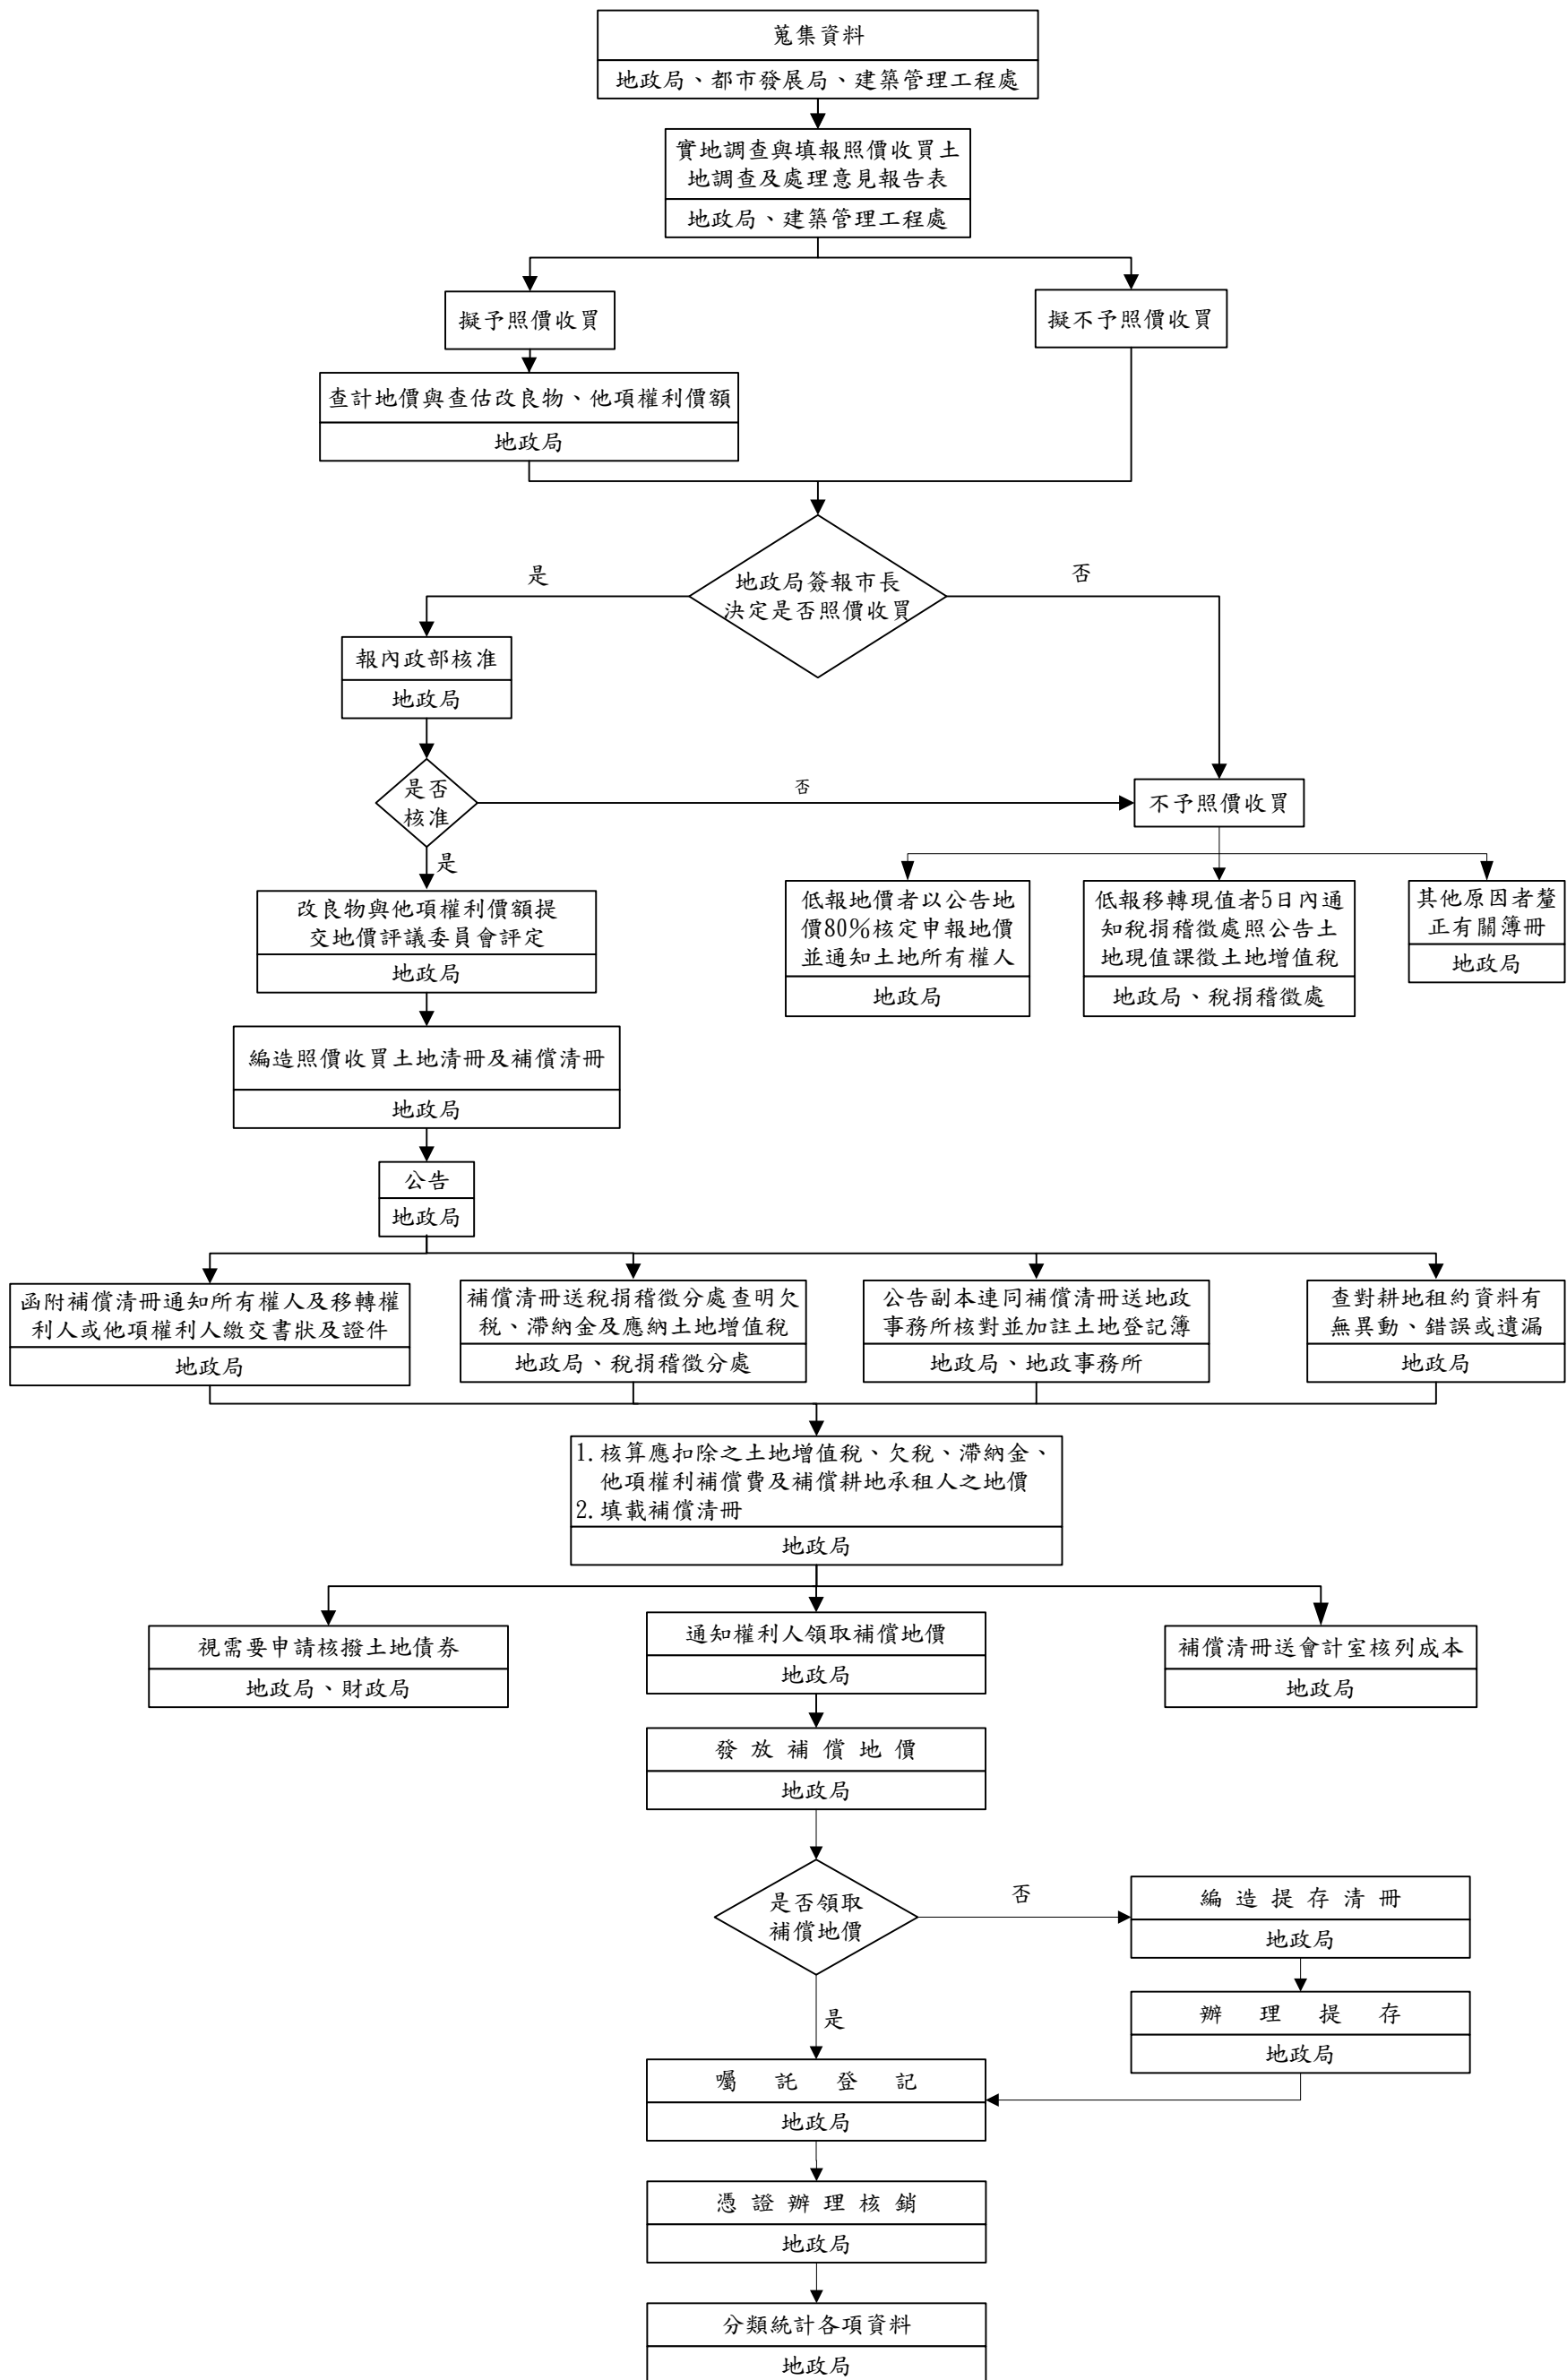 蒐集資料
地政局、都市發展局、建築管理工程處
實地調查與填報照價收買土
地調查及處理意見報告表
地政局、建築管理工程處
擬予照價收買
擬不予照價收買
查計地價與查估改良物、他項權利價額
地政局
地政局簽報市長
決定是否照價收買
是
否
報內政部核准
地政局
是否
核准
否
是
不予照價收買
改良物與他項權利價額提
交地價評議委員會評定
地政局
低報地價者以公告地
價80%核定申報地價
並通知土地所有權人
地政局
低報移轉現值者5日內通
知稅捐稽徵處照公告土
地現值課徵土地增值稅
地政局、稅捐稽徵處
其他原因者釐
正有關簿冊
地政局
編造照價收買土地清冊及補償清冊
地政局
公告
地政局
函附補償清冊通知所有權人及移轉權
利人或他項權利人繳交書狀及證件
地政局
補償清冊送稅捐稽徵分處查明欠
稅、滯納金及應納土地增值稅
地政局、稅捐稽徵分處
公告副本連同補償清冊送地政
事務所核對並加註土地登記簿
地政局、地政事務所
查對耕地租約資料有
無異動、錯誤或遺漏
地政局
1. 核算應扣除之土地增值稅、欠稅、滯納金、
他項權利補償費及補償耕地承租人之地價
2. 填載補償清冊
地政局
視需要申請核撥土地債券
地政局、財政局
通知權利人領取補償地價
地政局
補償清冊送會計室核列成本
地政局
發放補償地價
地政局
是否領取
補償地價
否
是
編造提存清冊
地政局
辦理提存
地政局
囑託登記
地政局
憑證辦理核銷
地政局
分類統計各項資料
地政局